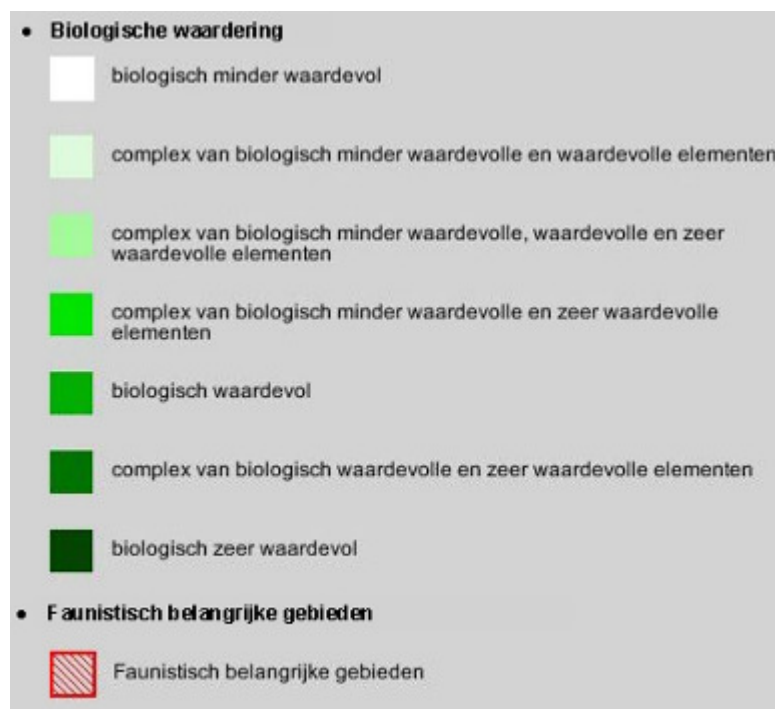 • Biologische waardering
biologisch minder waardevol
complex van biologisch minder waardevolle en waardevolle elementen
complex van biologisch minder waardevolle, waardevolle en zeer
waardevolle elementen
complex van biologisch minder waardevolle en zeer waardevolle
elementen
biologisch waardevol
complex van biologisch waardevolle en zeer waardevolle elementen
biologisch zeer waardevol
• Faunistisch belangrijke gebieden
Faunistisch belangrijke gebieden